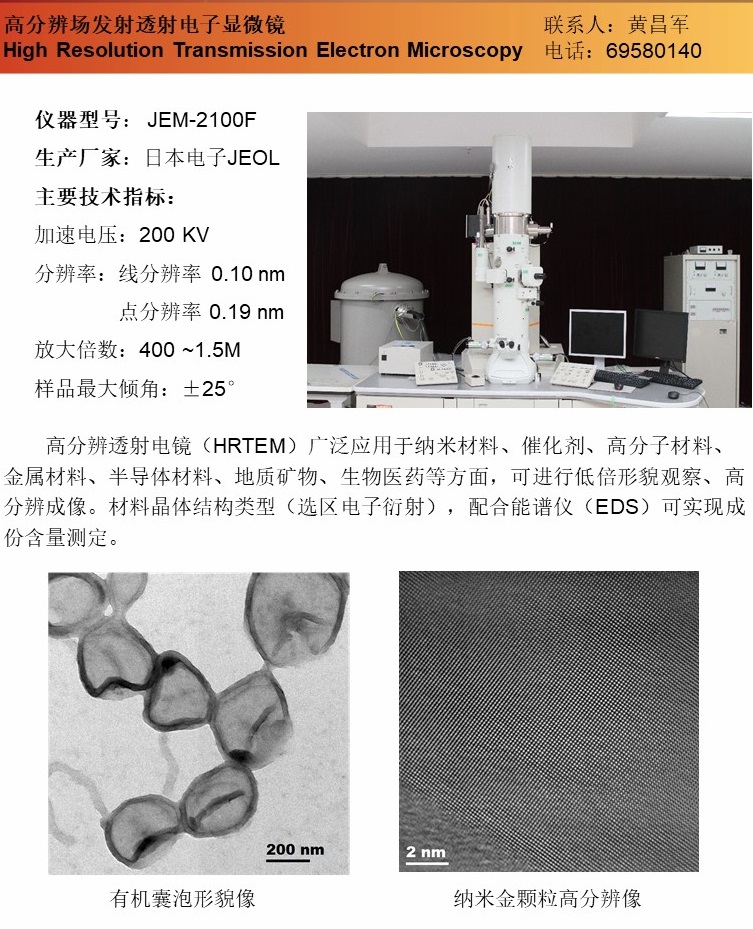 高分辨场发射透射电子显微镜
联系人：黄昌军
High Resolution Transmission Electron Microscopy
电话：69580140
仪器型号： JEM-2100F
生产厂家：日本电子JEOL
主要技术指标：
加速电压：200 KV
分辨率：线分辨率 0.10 nm
点分辨率 0.19 nm
放大倍数：400 ~1.5M
样品最大倾角：±25°
高分辨透射电镜（HRTEM）广泛应用于纳米材料、催化剂、高分子材料、
金属材料、半导体材料、地质矿物、生物医药等方面，可进行低倍形貌观察、高
分辨成像。材料晶体结构类型（选区电子衍射），配合能谱仪（EDS）可实现成
份含量测定。
200 nm
2 nm
有机囊泡形貌像
纳米金颗粒高分辨像